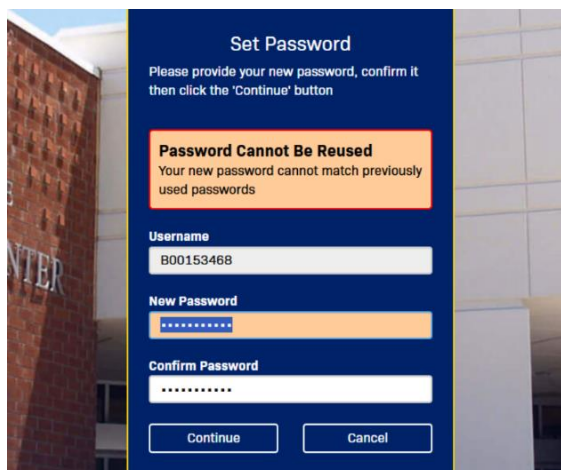 Set Password
Please provide your new password, confirm it
then click the 'Continue' button
Password Cannot Be Reused
Your new password cannot match previously
used passwords
Username
B00153468
NTER
New Password
•••••••••••
Confirm Password
•••••••••••
Continue
Cancel